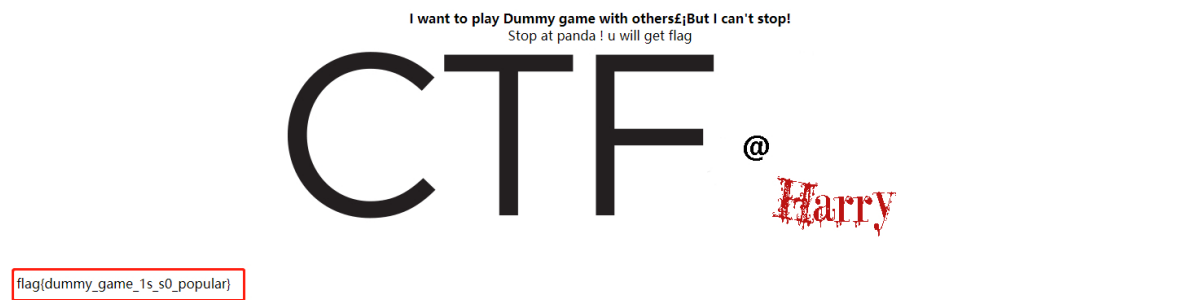 I want to play Dummy game with others£¡But I can't stop!
Stop at panda ! u will get flag
CTF
@
Harry
flag{dummy_game_1s_s0_popular}